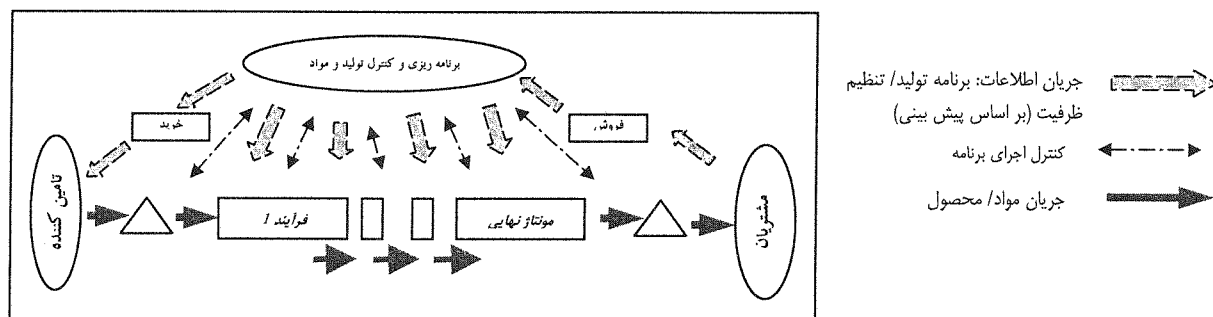 برنامه ریزی و کنترل تولید و مواد
خرید
فروش
تامین کننده
فرآیند 1
مونتاژ نهایی
مشتریان
جریان اطلاعات: برنامه تولید/ تنظیم
ظرفیت (بر اساس پیش بینی)
کنترل اجرای برنامه
جریان مواد/ محصول